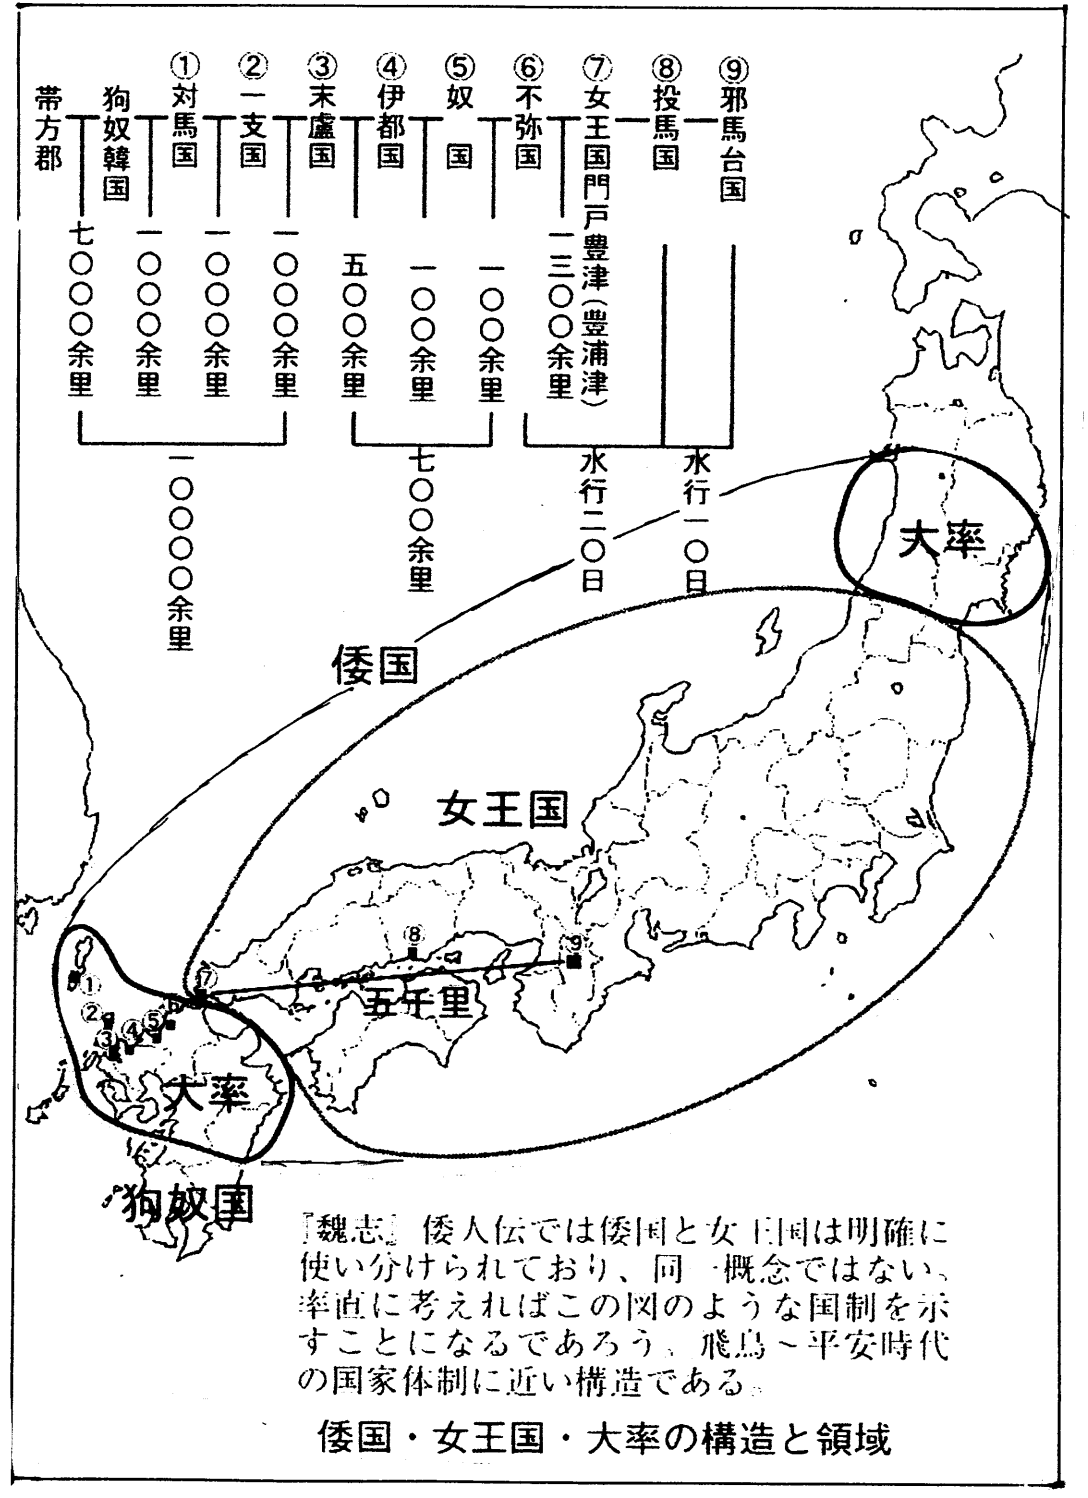 帯方郡
七〇〇〇余里
狗奴韓国
一〇〇〇余里
①対馬国
一〇〇〇余里
②一支国
一〇〇〇余里
③末盧国
五〇〇余里
④伊都国
一〇〇余里
⑤奴国
一〇〇余里
⑥不弥国
一三〇〇余里
⑦女王国門戸豊津(豊浦津)
⑧投馬国
⑨邪馬台国
一〇〇〇〇余里
七〇〇余里
水行二〇日
水行一〇日
大率
倭国
女王国
⑧
⑨
⑦
五千里
①
②
③
④
⑤
⑥
大率
狗奴国
『魏志』倭人伝では倭国と女王国は明確に
使い分けられており、同一概念ではない。
率直に考えればこの図のような国制を示
すことになるであろう。飛鳥~平安時代
の国家体制に近い構造である。
倭国・女王国・大率の構造と領域